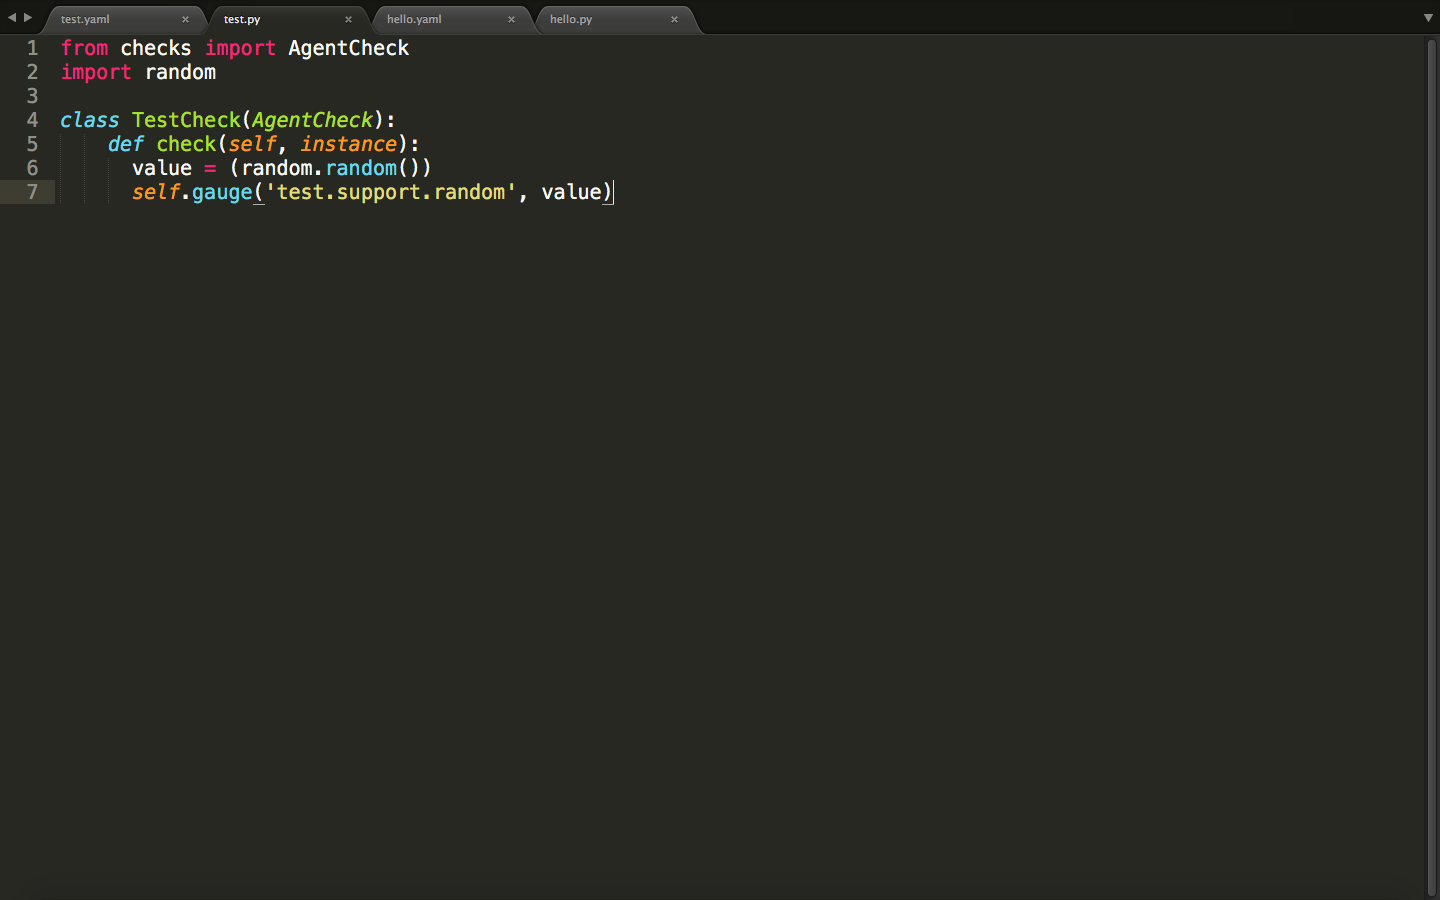 test.yaml × test.py × hello.yaml × hello.py ×
1 from checks import AgentCheck
2 import random
3
4 class TestCheck(AgentCheck):
5     def check(self, instance):
6       value = (random.random())
7       self.gauge('test.support.random', value)